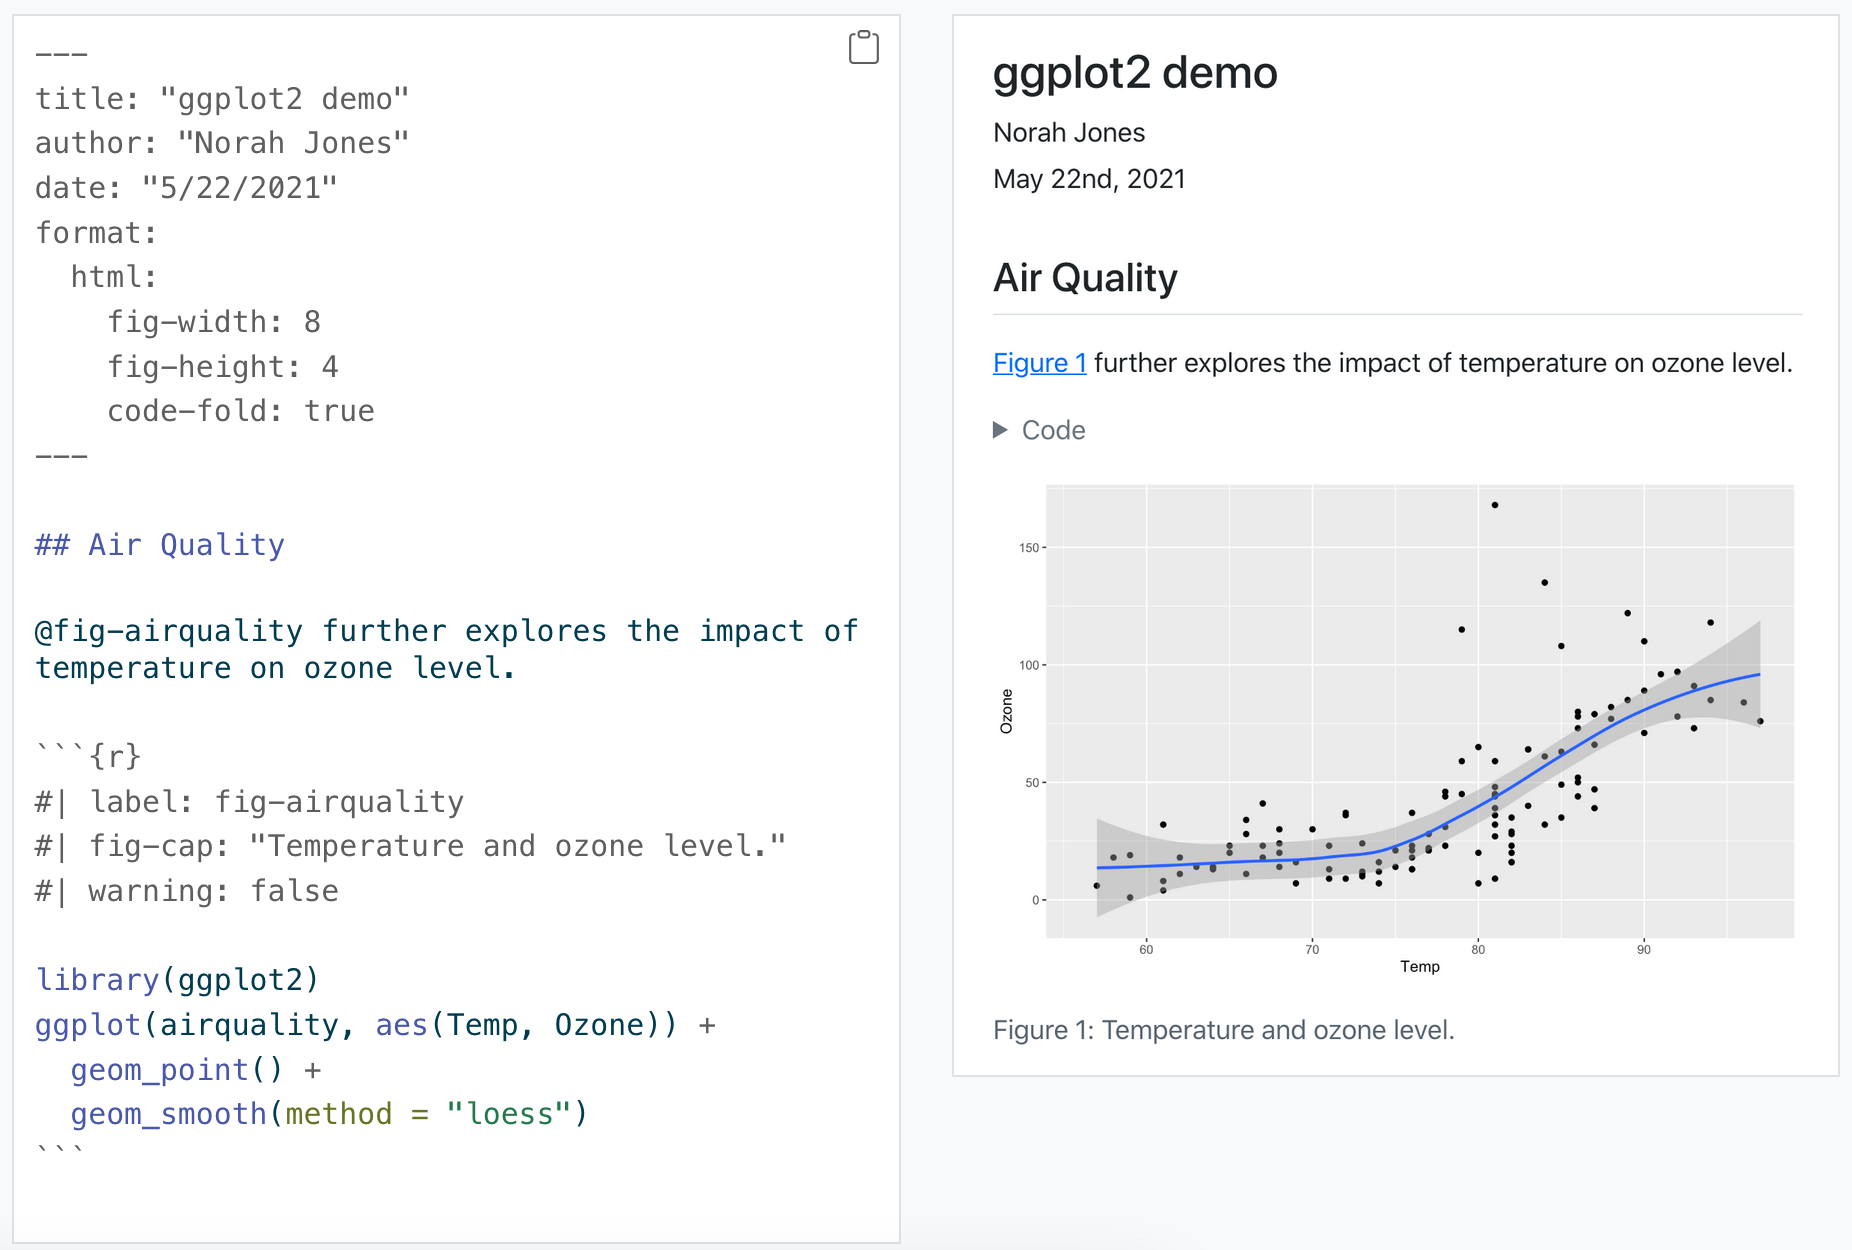 ---
title: "ggplot2 demo"
author: "Norah Jones"
date: "5/22/2021"
format:
  html:
    fig-width: 8
    fig-height: 4
    code-fold: true
---
## Air Quality
@fig-airquality further explores the impact of
temperature on ozone level.
```{r}
#| label: fig-airquality
#| fig-cap: "Temperature and ozone level."
#| warning: false
library(ggplot2)
ggplot(airquality, aes(Temp, Ozone)) +
  geom_point() +
  geom_smooth(method = "loess")
```
ggplot2 demo
Norah Jones
May 22nd, 2021
Air Quality
Figure 1 further explores the impact of temperature on ozone level.
Code
150
100
50
0
Ozone
60 70 80 90
Temp
Figure 1: Temperature and ozone level.